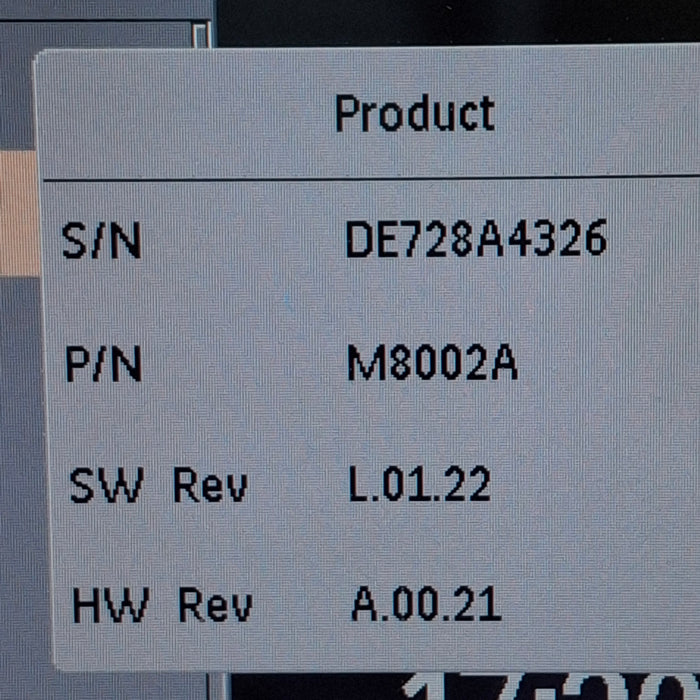 Product
S/N DE728A4326
P/N M8002A
SW Rev L.01.22
HW Rev A.00.21